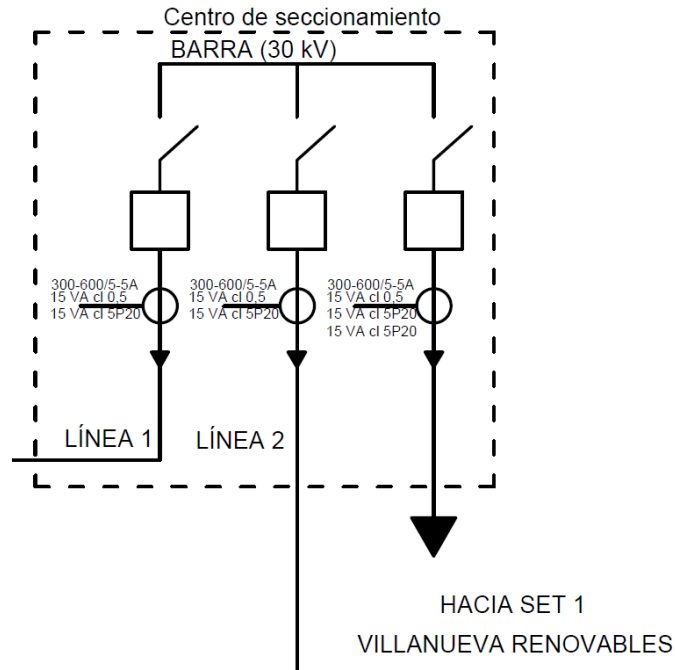 Centro de seccionamiento
BARRA (30 kV)
300-600/5-5A
15 VA cl 0,5
15 VA cl 5P20
300-600/5-5A
15 VA cl 0,5
15 VA cl 5P20
300-600/5-5A
15 VA cl 0,5
15 VA cl 5P20
15 VA cl 5P20
LÍNEA 1
LÍNEA 2
HACIA SET 1
VILLANUEVA RENOVABLES